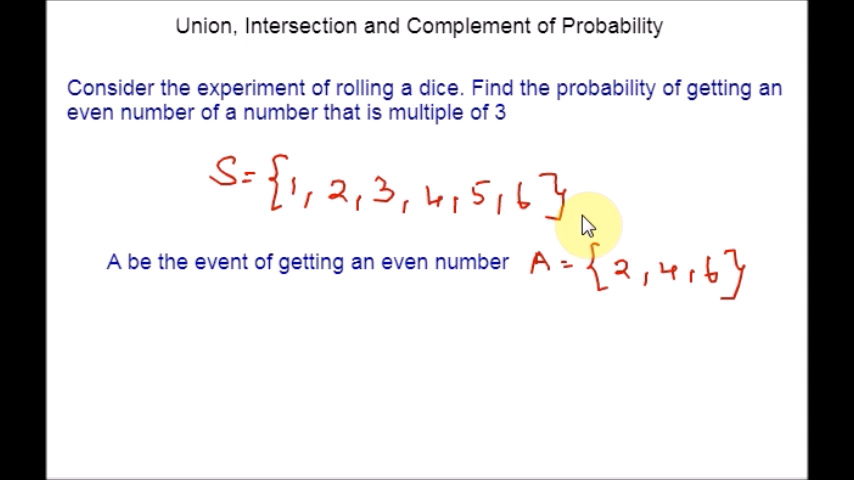 Union, Intersection and Complement of Probability
Consider the experiment of rolling a dice. Find the probability of getting an
even number of a number that is multiple of 3
S={1, 2, 3, 4, 5, 6}
A be the event of getting an even number A = {2, 4, 6}